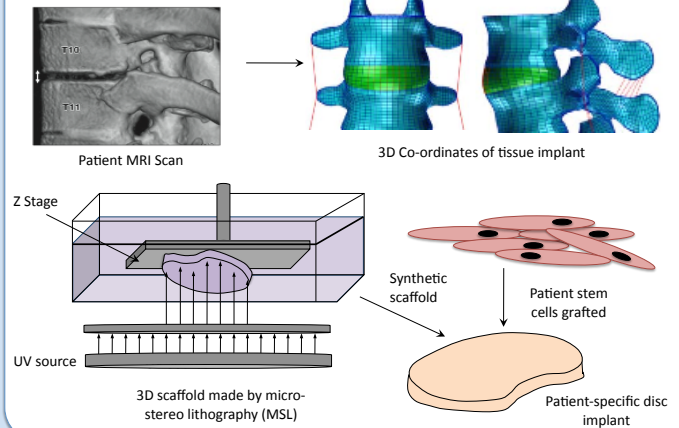 T10
T11
Patient MRI Scan
3D Co-ordinates of tissue implant
Z Stage
Synthetic
scaffold
Patient stem
cells grafted
UV source
3D scaffold made by micro-
stereo lithography (MSL)
Patient-specific disc
implant